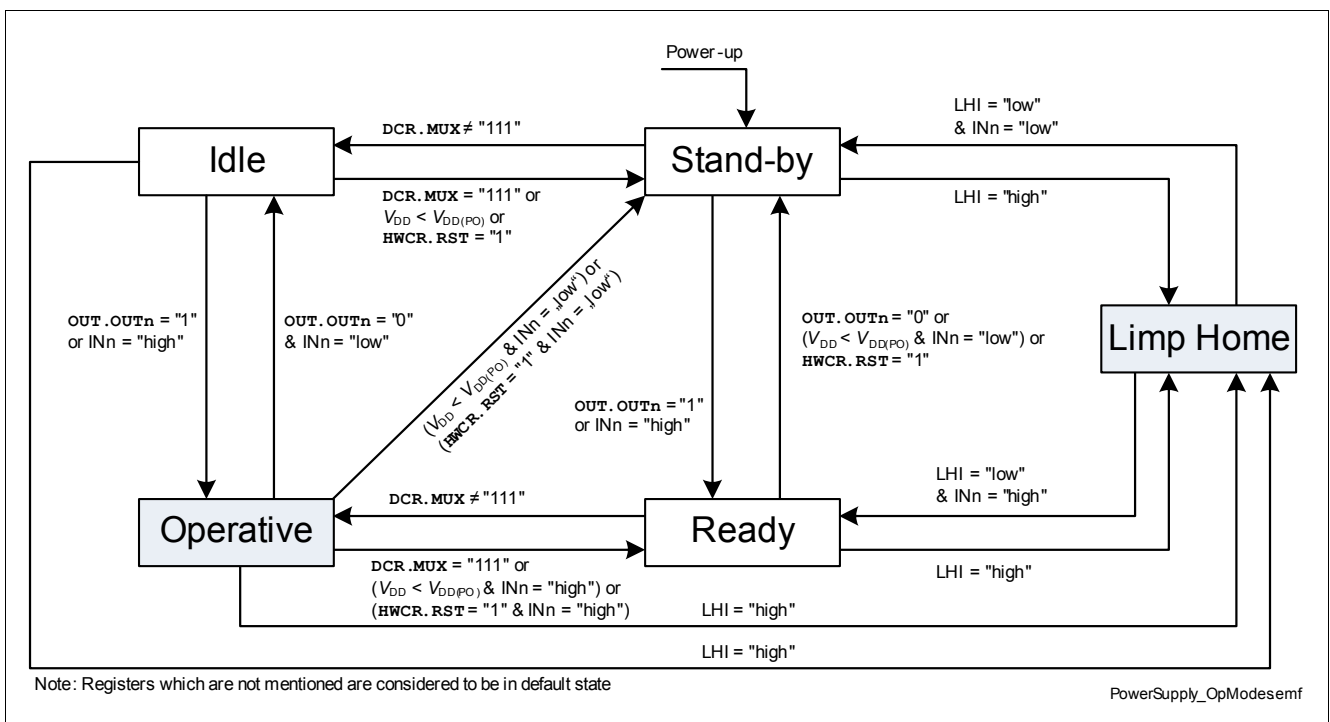 Power-up
LHI = "low"
& INn = "low"
DCR.MUX ≠ "111"
Idle
Stand-by
DCR.MUX = "111" or
VDD < VDD(PO) or
HWCR.RST = "1"
LHI = "high"
(VDD < VDD(PO) & INn = „low“) or
(HWCR.RST = "1" & INn = „low“)
OUT.OUTn = "1"
or INn = "high"
OUT.OUTn = "0"
& INn = "low"
OUT.OUTn = "0" or
(VDD < VDD(PO) & INn = "low") or
HWCR.RST = "1"
Limp Home
OUT.OUTn = "1"
or INn = "high"
LHI = "low"
& INn = "high"
DCR.MUX ≠ "111"
Operative
Ready
DCR.MUX = "111" or
(VDD < VDD(PO) & INn = "high") or
(HWCR.RST = "1" & INn = "high")
LHI = "high"
LHI = "high"
LHI = "high"
Note: Registers which are not mentioned are considered to be in default state
PowerSupply_OpModesemf